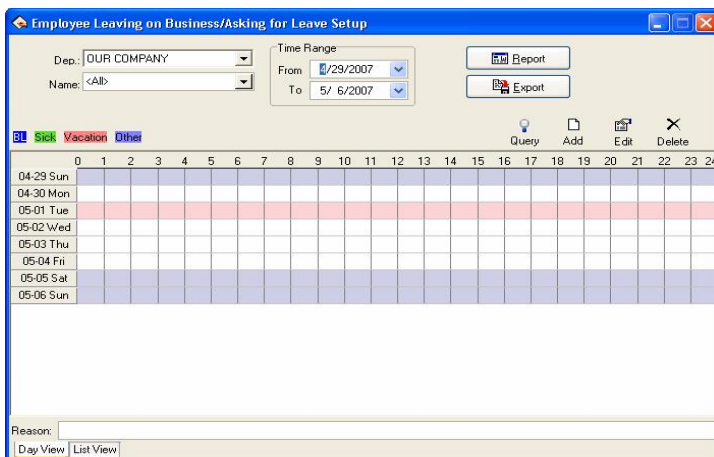 Employee Leaving on Business/Asking for Leave Setup
Dep.: OUR COMPANY
Name: <All>
Time Range
From 4/29/2007
To 5/ 6/2007
Report
Export
BL Sick Vacation Other
Query Add Edit Delete
0 1 2 3 4 5 6 7 8 9 10 11 12 13 14 15 16 17 18 19 20 21 22 23 24
04-29 Sun
04-30 Mon
05-01 Tue
05-02 Wed
05-03 Thu
05-04 Fri
05-05 Sat
05-06 Sun
Reason:
Day View List View